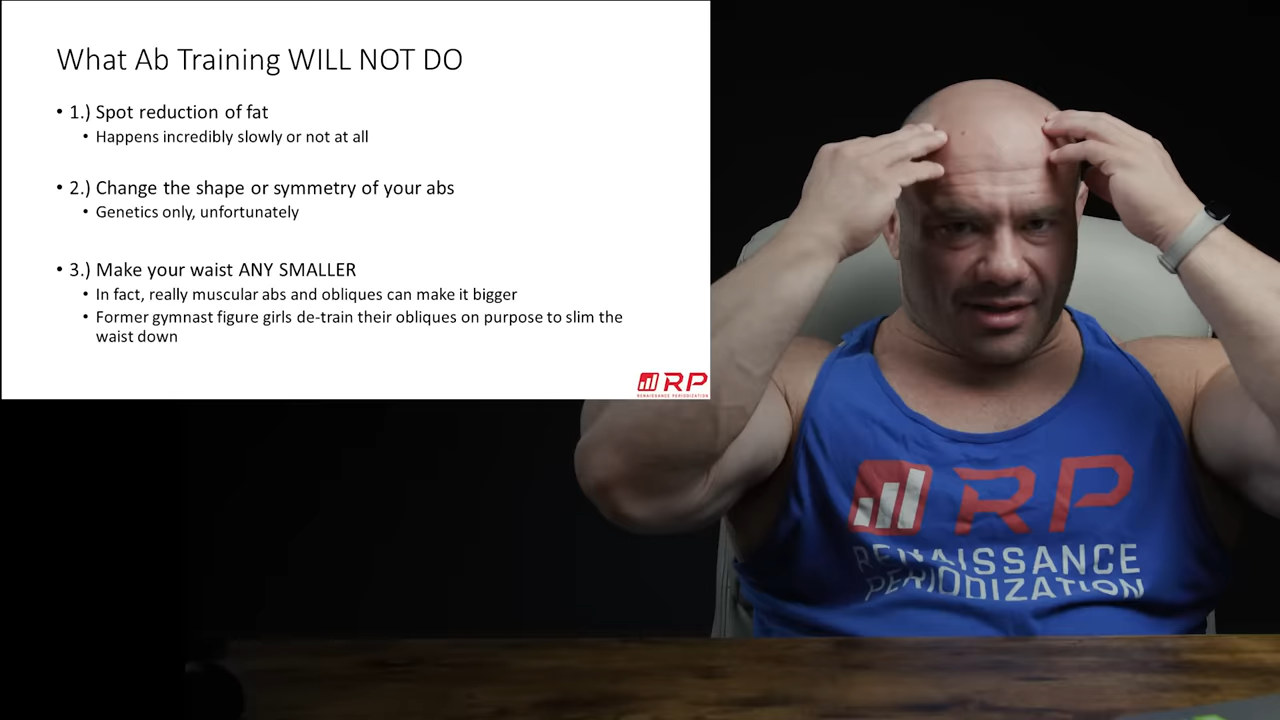 What Ab Training WILL NOT DO
• 1.) Spot reduction of fat
• Happens incredibly slowly or not at all
• 2.) Change the shape or symmetry of your abs
• Genetics only, unfortunately
• 3.) Make your waist ANY SMALLER
• In fact, really muscular abs and obliques can make it bigger
• Former gymnast figure girls de-train their obliques on purpose to slim the
waist down
RP
RENAISSANCE PERIODIZATION
RP
RENAISSANCE
PERIODIZATION